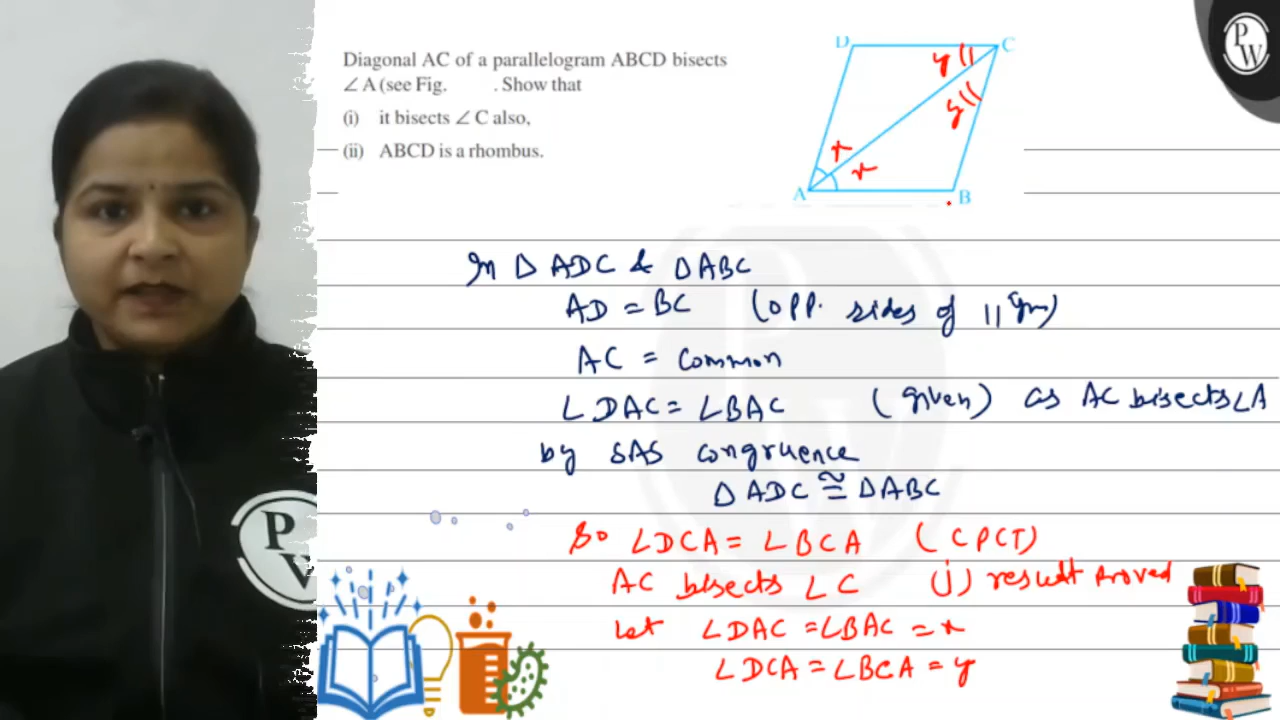 Diagonal AC of a parallelogram ABCD bisects
∠A (see Fig. . Show that
(i) it bisects ∠C also,
(ii) ABCD is a rhombus.
D C
y
y
x
x
A B
P
W
In Δ ADC & ΔABC
AD = BC (opp. sides of ||gm)
AC = common
∠DAC = ∠BAC (given) as AC bisects ∠A
by SAS congruence
Δ ADC ≅ ΔABC
So ∠DCA = ∠BCA (CPCT)
AC bisects ∠C (i) result proved
let ∠DAC = ∠BAC = x
∠DCA = ∠BCA = y
P
W